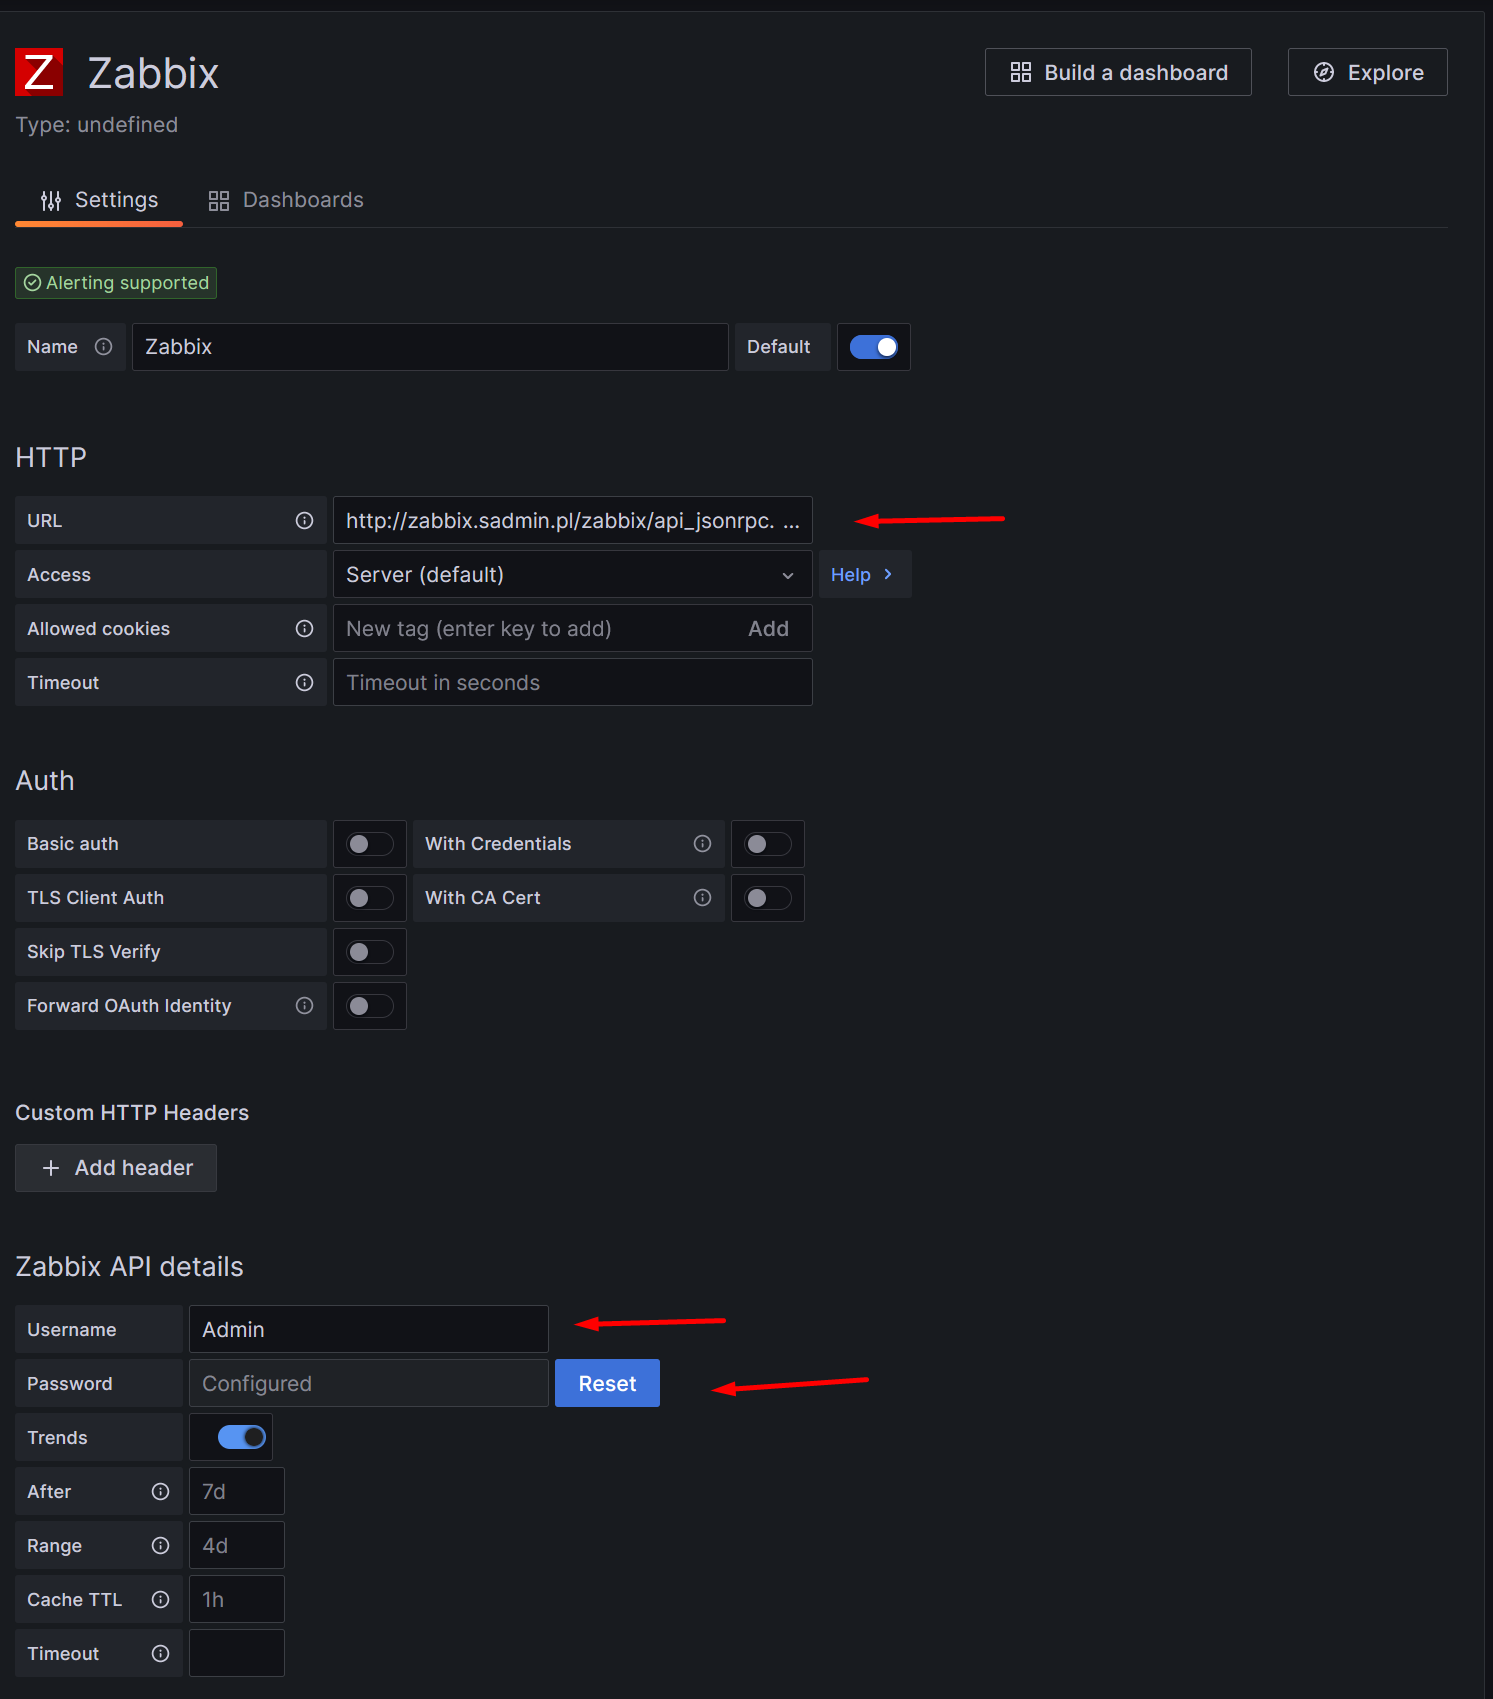 Z Zabbix
Build a dashboard
Explore
Type: undefined
Settings
Dashboards
Alerting supported
Name
Zabbix
Default
HTTP
URL
http://zabbix.sadmin.pl/zabbix/api_jsonrpc. ...
Access
Server (default)
Help
Allowed cookies
New tag (enter key to add)
Add
Timeout
Timeout in seconds
Auth
Basic auth
With Credentials
TLS Client Auth
With CA Cert
Skip TLS Verify
Forward OAuth Identity
Custom HTTP Headers
+ Add header
Zabbix API details
Username
Admin
Password
Configured
Reset
Trends
After
7d
Range
4d
Cache TTL
1h
Timeout